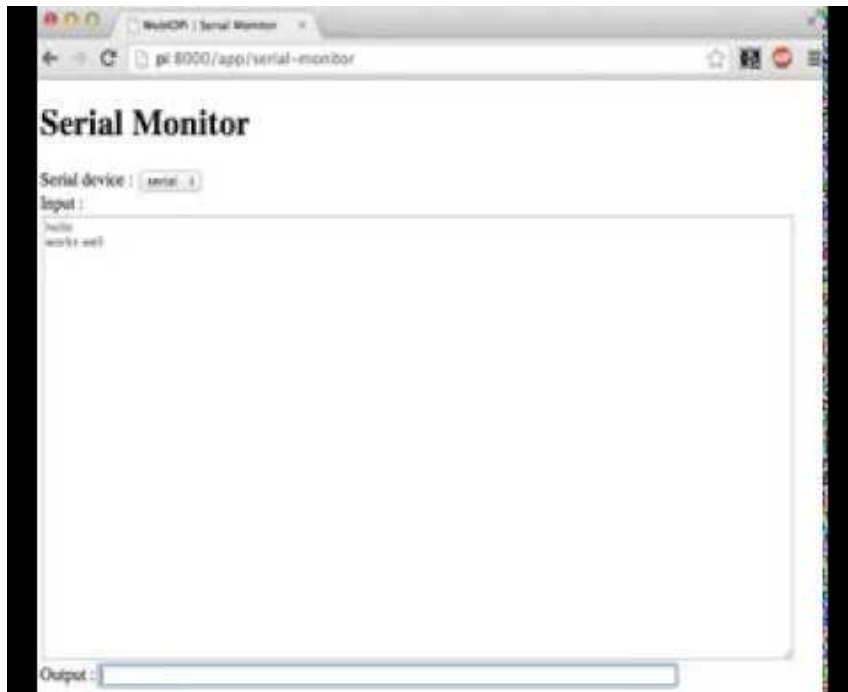 WebIOPi | Serial Monitor
pi:8000/app/serial-monitor
Serial Monitor
Serial device : serial
Input :
hello
works well
Output :